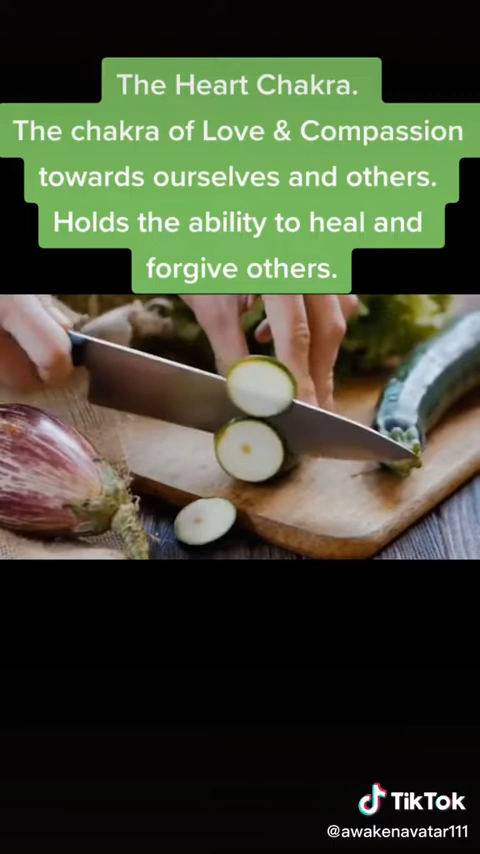 The Heart Chakra.
The chakra of Love & Compassion
towards ourselves and others.
Holds the ability to heal and
forgive others.
TikTok
@awakenavatar111